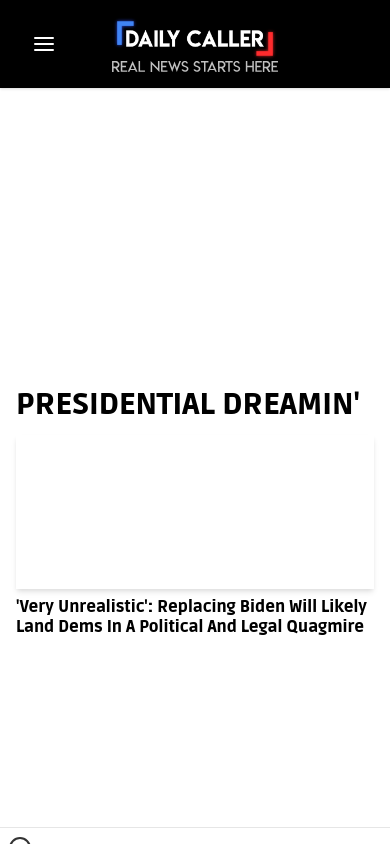 DAILY CALLER
REAL NEWS STARTS HERE
PRESIDENTIAL DREAMIN'
'Very Unrealistic': Replacing Biden Will Likely
Land Dems In A Political And Legal Quagmire